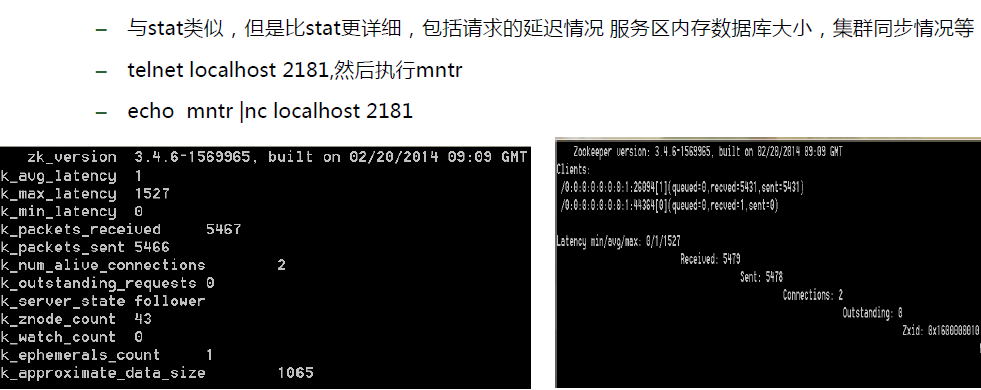 – 与stat类似，但是比stat更详细，包括请求的延迟情况 服务区内存数据库大小，集群同步情况等
– telnet localhost 2181,然后执行mntr
– echo mntr |nc localhost 2181
zk_version 3.4.6-1569965, built on 02/20/2014 09:09 GMT
k_avg_latency 1
k_max_latency 1527
k_min_latency 0
k_packets_received 5467
k_packets_sent 5466
k_num_alive_connections 2
k_outstanding_requests 0
k_server_state follower
k_znode_count 43
k_watch_count 0
k_ephemerals_count 1
k_approximate_data_size 1065
Zookeeper version: 3.4.6-1569965, built on 02/20/2014 09:09 GMT
Clients:
/0:0:0:0:0:0:0:1:26094[1](queued=0,recved=5431,sent=5431)
/0:0:0:0:0:0:0:1:44364[0](queued=0,recved=1,sent=0)
Latency min/avg/max: 0/1/1527
Received: 5479
Sent: 5478
Connections: 2
Outstanding: 0
Zxid: 0x1600000010